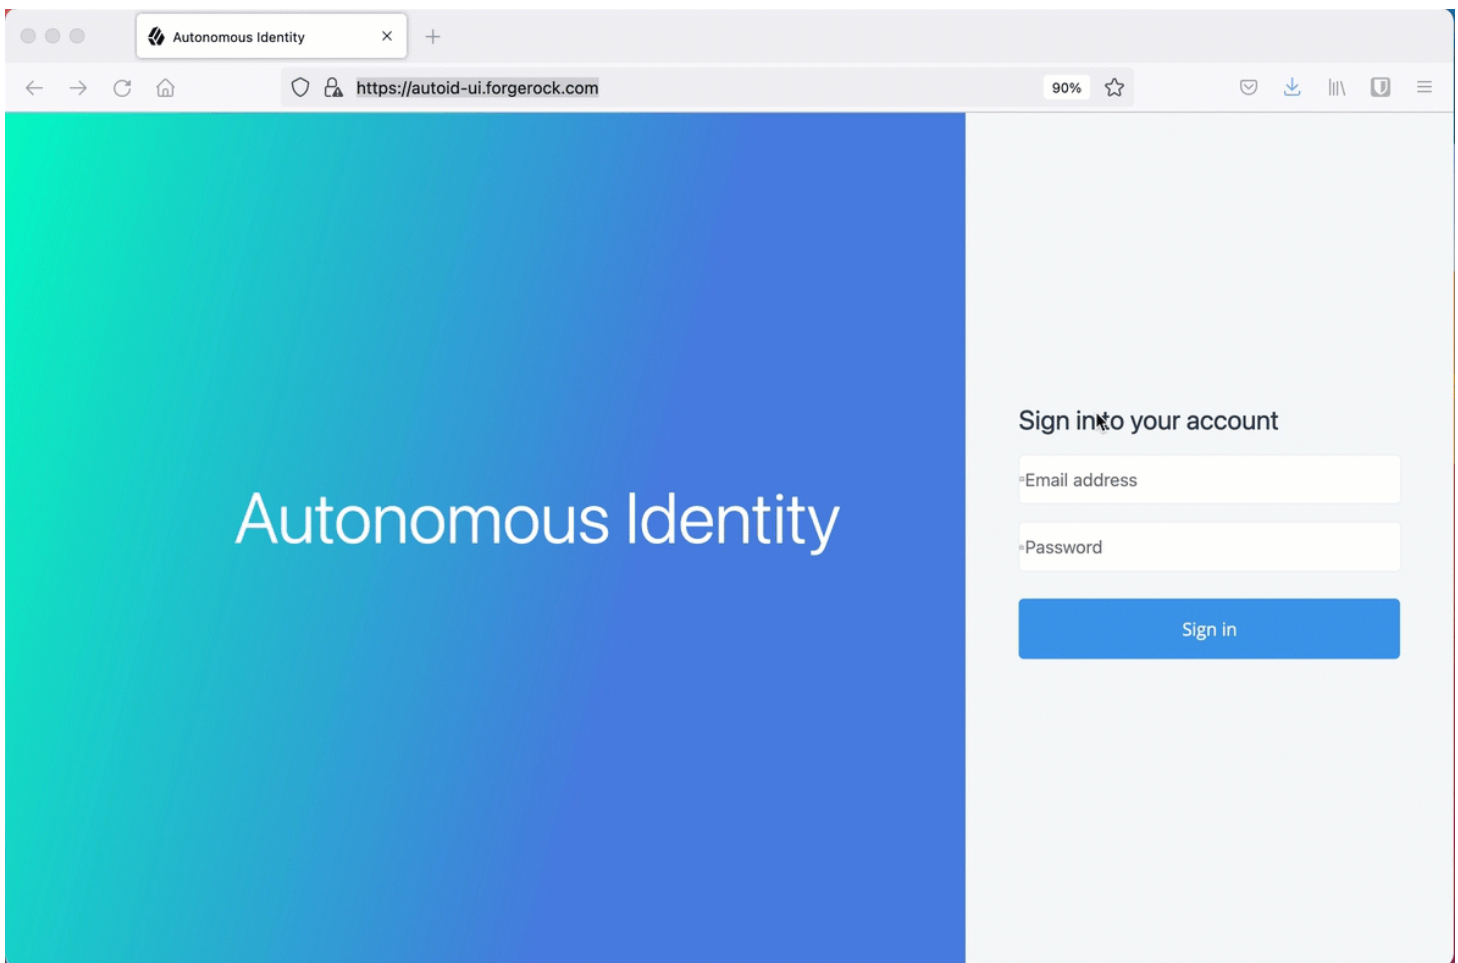 Autonomous Identity
https://autoid-ui.forgerock.com
90%
Autonomous Identity
Sign into your account
Email address
Password
Sign in